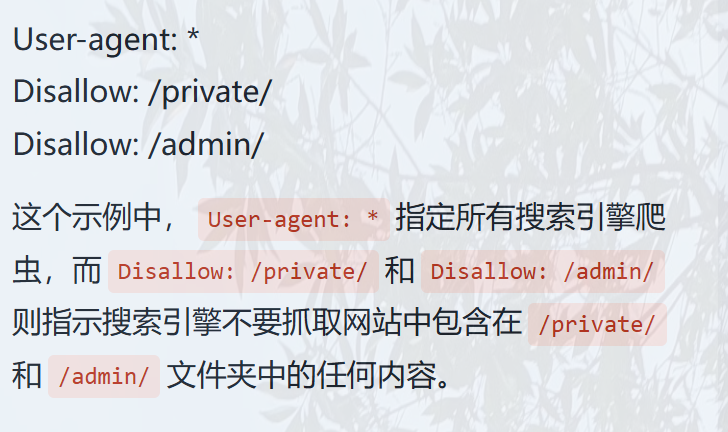 User-agent: *
Disallow: /private/
Disallow: /admin/
这个示例中， User-agent: * 指定所有搜索引擎爬
虫，而 Disallow: /private/ 和 Disallow: /admin/
则指示搜索引擎不要抓取网站中包含在 /private/
和 /admin/ 文件夹中的任何内容。